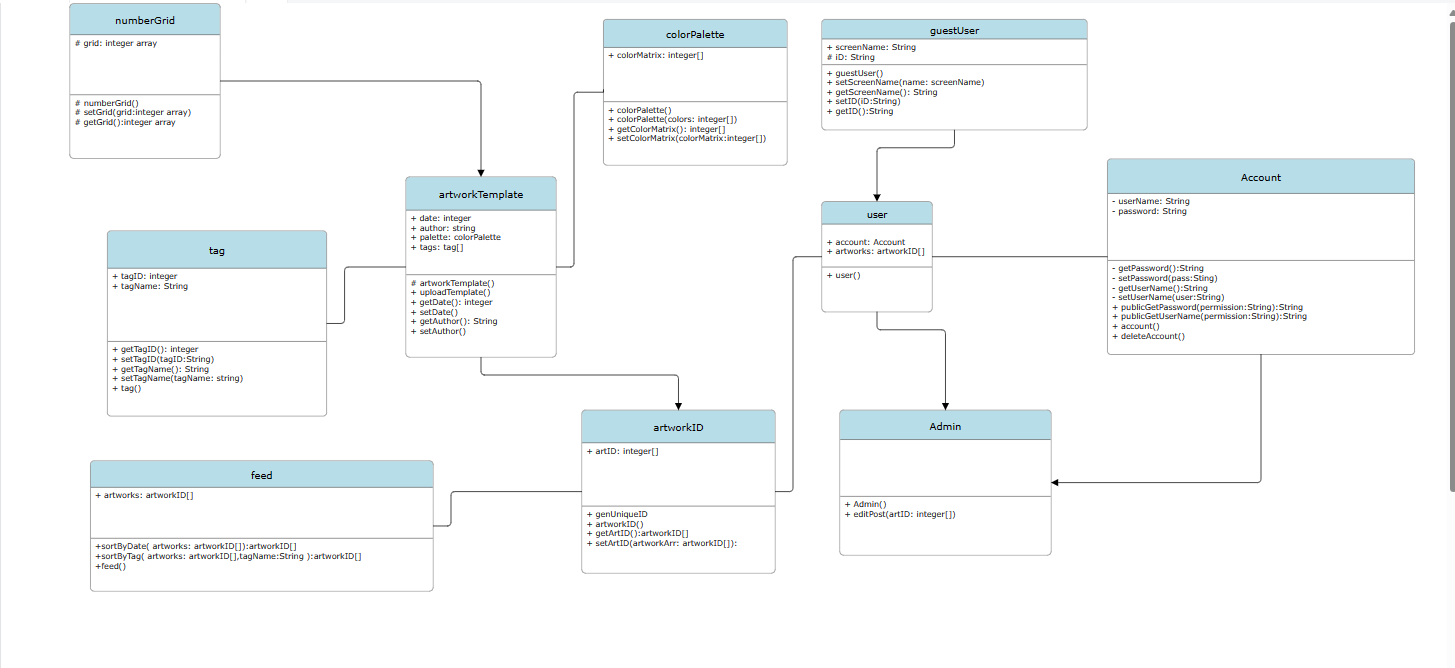 numberGrid
# grid: integer array
# numberGrid()
# setGrid(grid:integer array)
# getGrid():integer array
colorPalette
+ colorMatrix: integer[]
+ colorPalette()
+ colorPalette(colors: integer[])
+ getColorMatrix(): integer[]
+ setColorMatrix(colorMatrix:integer[])
guestUser
+ screenName: String
# iD: String
+ guestUser()
+ setScreenName(name: screenName)
+ getScreenName(): String
+ setID(iD:String)
+ getID():String
artworkTemplate
+ date: integer
+ author: string
+ palette: colorPalette
+ tags: tag[]
# artworkTemplate()
+ uploadTemplate()
+ getDate(): integer
+ setDate()
+ getAuthor(): String
+ setAuthor()
user
+ account: Account
+ artworks: artworkID[]
+ user()
Account
- userName: String
- password: String
- getPassword():String
- setPassword(pass:Sting)
- getUserName():String
- setUserName(user:String)
+ publicGetPassword(permission:String):String
+ publicGetUserName(permission:String):String
+ account()
+ deleteAccount()
tag
+ tagID: integer
+ tagName: String
+ getTagID(): integer
+ setTagID(tagID:String)
+ getTagName(): String
+ setTagName(tagName: string)
+ tag()
artworkID
+ artID: integer[]
+ genUniqueID
+ artworkID()
+ getArtID():artworkID[]
+ setArtID(artworkArr: artworkID[]):
Admin
+ Admin()
+ editPost(artID: integer[])
feed
+ artworks: artworkID[]
+sortByDate( artworks: artworkID[]):artworkID[]
+sortByTag( artworks: artworkID[],tagName:String ):artworkID[]
+feed()